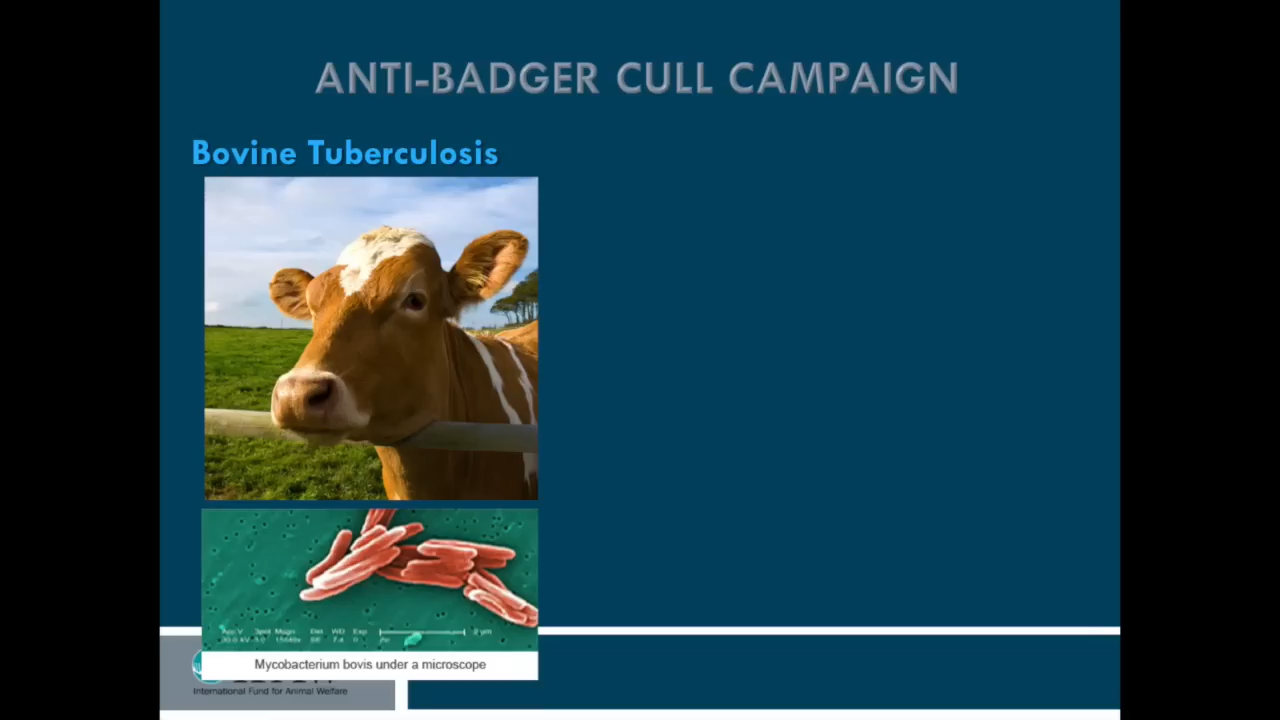 ANTI-BADGER CULL CAMPAIGN
Bovine Tuberculosis
Mycobacterium bovis under a microscope
International Fund for Animal Welfare